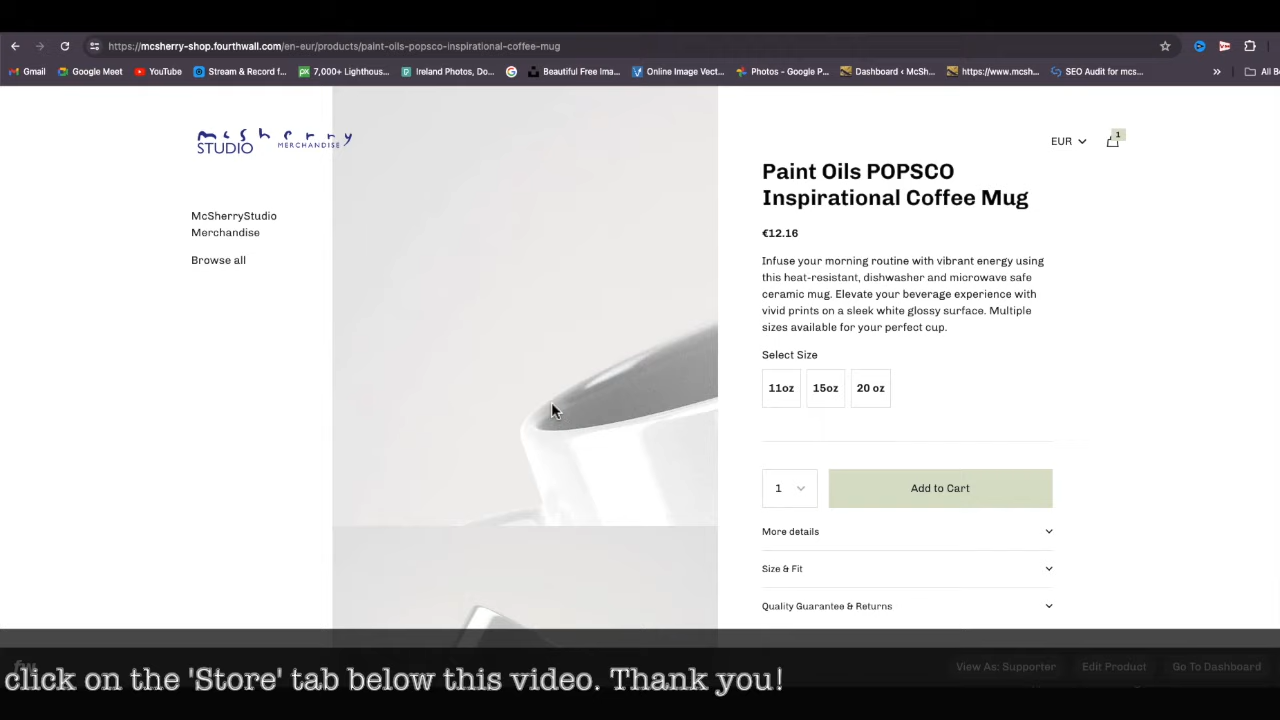 https://mcsherry-shop.fourthwall.com/en-eur/products/paint-oils-popsco-inspirational-coffee-mug
Gmail Google Meet YouTube Stream & Record f... 7,000+ Lighthous... Ireland Photos, Do... Beautiful Free Ima... Online Image Vect... Photos - Google P... Dashboard ‹ McSh... https://www.mcsh... SEO Audit for mcs... » All B
mcsherry
STUDIO MERCHANDISE
EUR 1
McSherryStudio
Merchandise
Browse all
Paint Oils POPSCO
Inspirational Coffee Mug
€12.16
Infuse your morning routine with vibrant energy using
this heat-resistant, dishwasher and microwave safe
ceramic mug. Elevate your beverage experience with
vivid prints on a sleek white glossy surface. Multiple
sizes available for your perfect cup.
Select Size
11oz 15oz 20 oz
1 Add to Cart
More details
Size & Fit
Quality Guarantee & Returns
fw View As: Supporter Edit Product Go To Dashboard
click on the 'Store' tab below this video. Thank you!